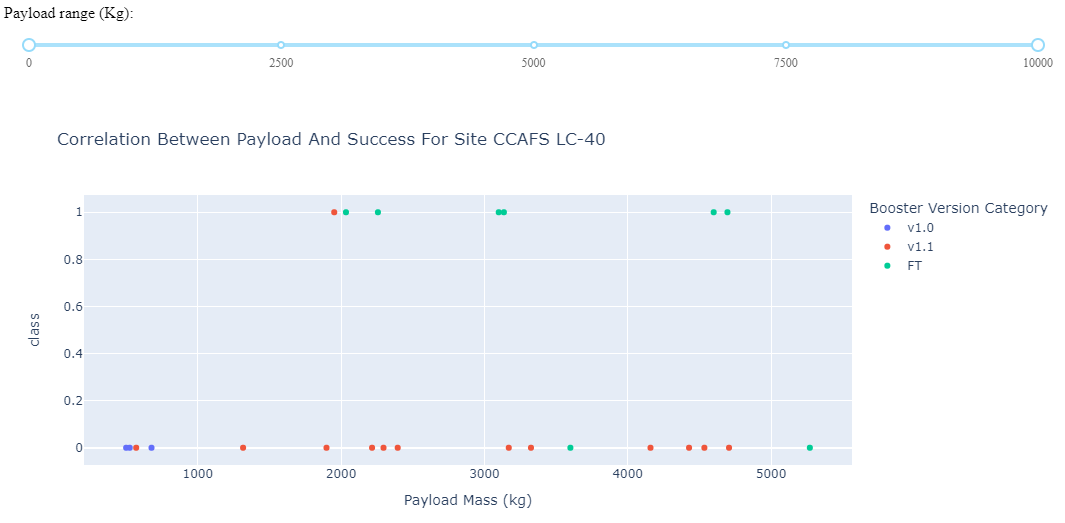 Payload range (Kg):
0 2500 5000 7500 10000
Correlation Between Payload And Success For Site CCAFS LC-40
Booster Version Category
v1.0
v1.1
FT
1
0.8
0.6
0.4
0.2
0
class
1000 2000 3000 4000 5000
Payload Mass (kg)